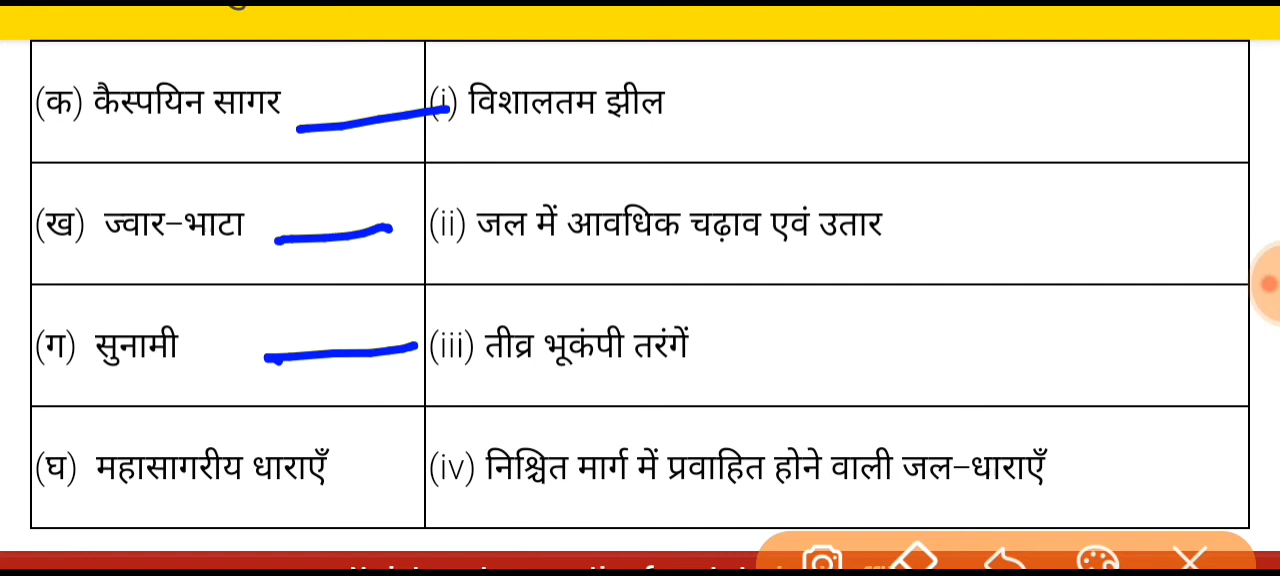 (क) कैस्पयिन सागर (i) विशालतम झील
(ख) ज्वार-भाटा (ii) जल में आवधिक चढ़ाव एवं उतार
(ग) सुनामी (iii) तीव्र भूकंपी तरंगें
(घ) महासागरीय धाराएँ (iv) निश्चित मार्ग में प्रवाहित होने वाली जल-धाराएँ